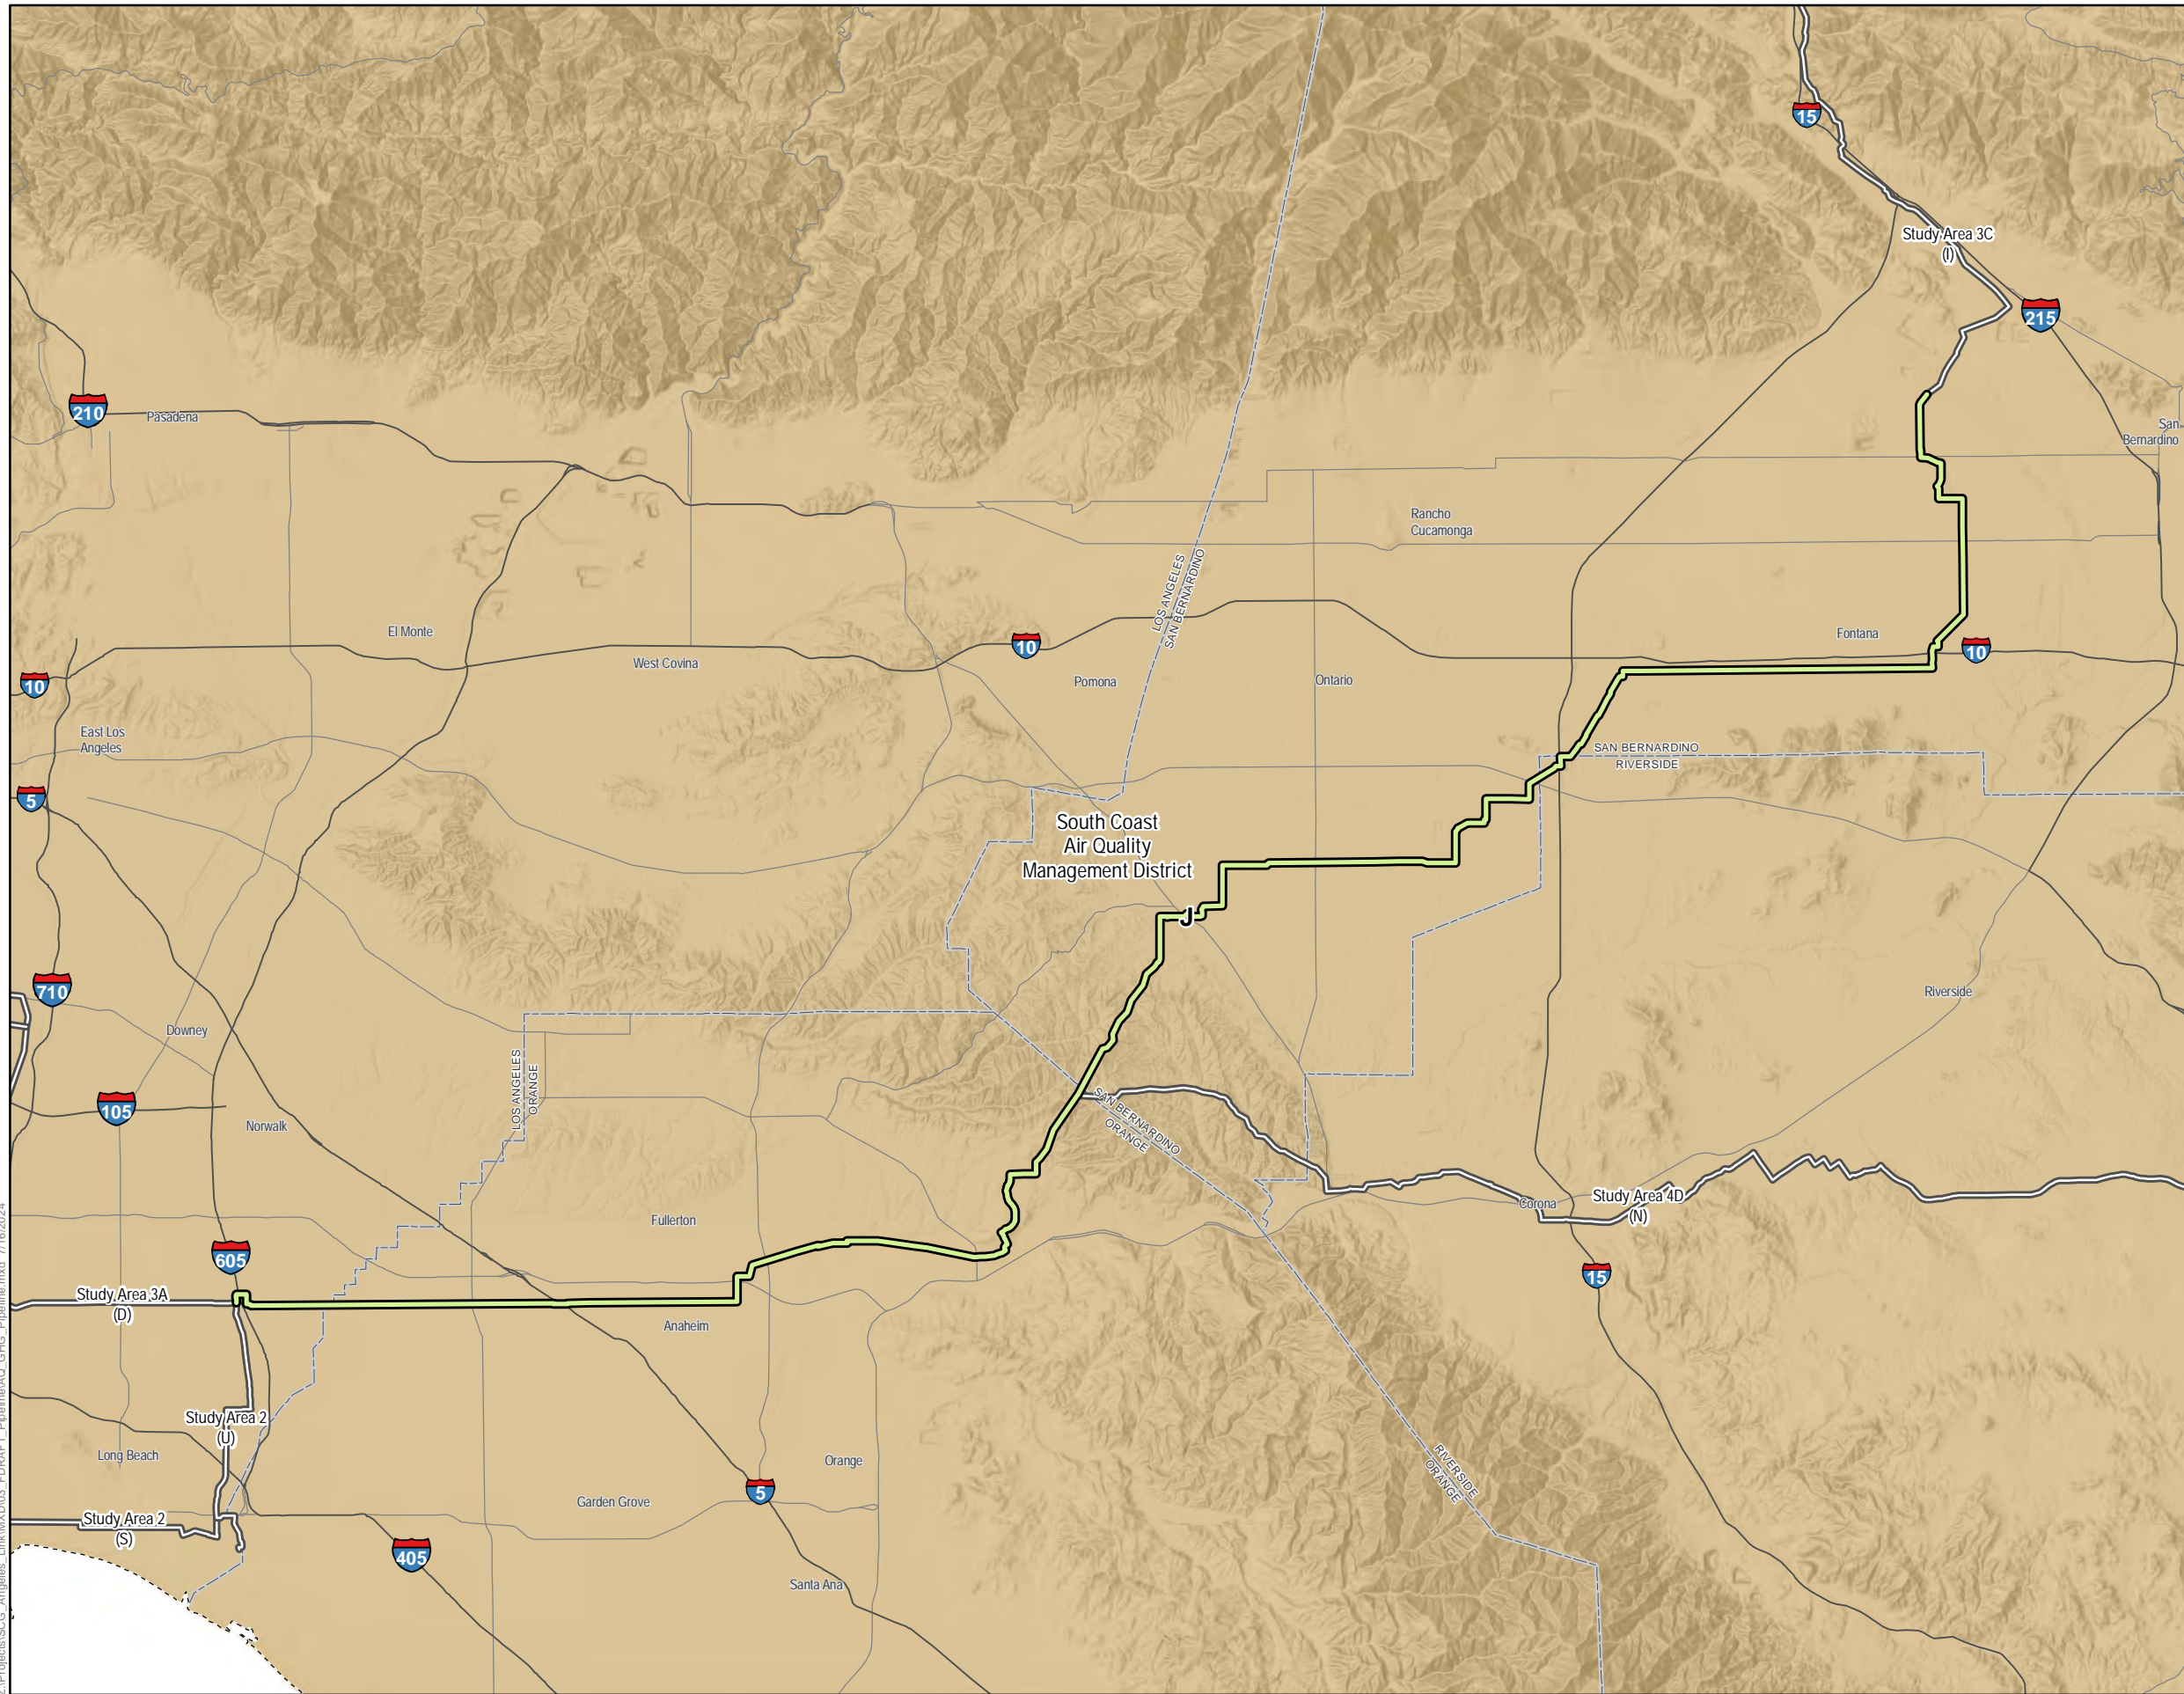 15
Study Area 3C
(I)
215
210
Pasadena
San
Bernardino
Rancho
Cucamonga
LOS ANGELES
SAN BERNARDINO
El Monte
10
Fontana
10
West Covina
10
Pomona
Ontario
East Los
Angeles
SAN BERNARDINO
RIVERSIDE
5
South Coast
Air Quality
Management District
J
710
Riverside
Downey
LOS ANGELES
ORANGE
105
Norwalk
SAN BERNARDINO
ORANGE
Corona
Study Area 4D
(N)
Fullerton
605
15
Study Area 3A
(D)
Anaheim
Study Area 2
(U)
Long Beach
Orange
RIVERSIDE
ORANGE
5
Garden Grove
Study Area 2
(S)
405
Santa Ana